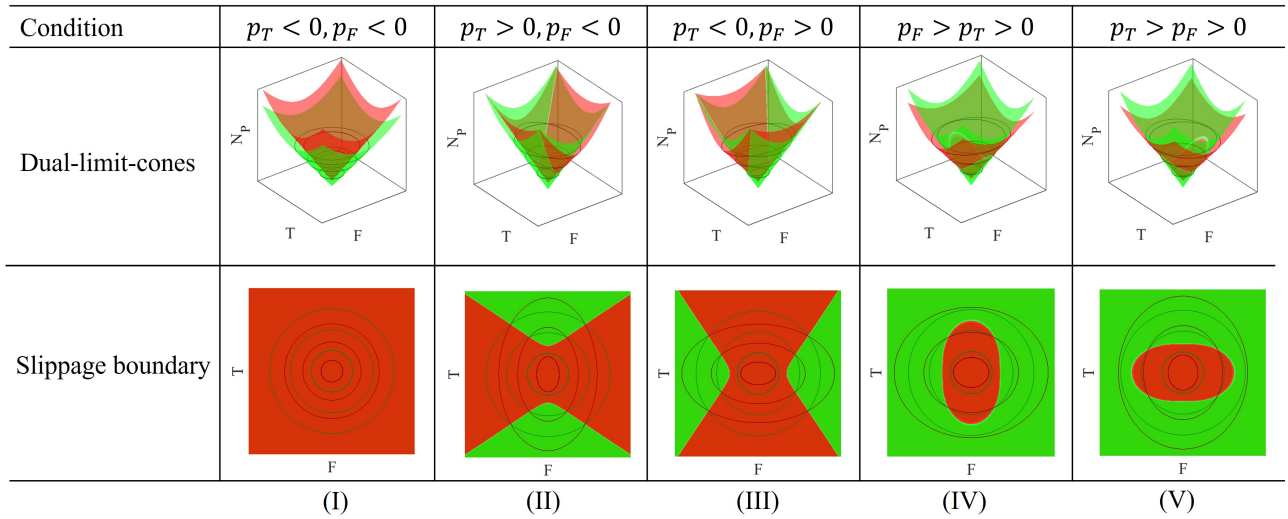 Condition
p_T < 0, p_F < 0
p_T > 0, p_F < 0
p_T < 0, p_F > 0
p_F > p_T > 0
p_T > p_F > 0
Dual-limit-cones
N_P
T
F
N_P
T
F
N_P
T
F
N_P
T
F
N_P
T
F
Slippage boundary
T
F
T
F
T
F
T
F
T
F
(I)
(II)
(III)
(IV)
(V)